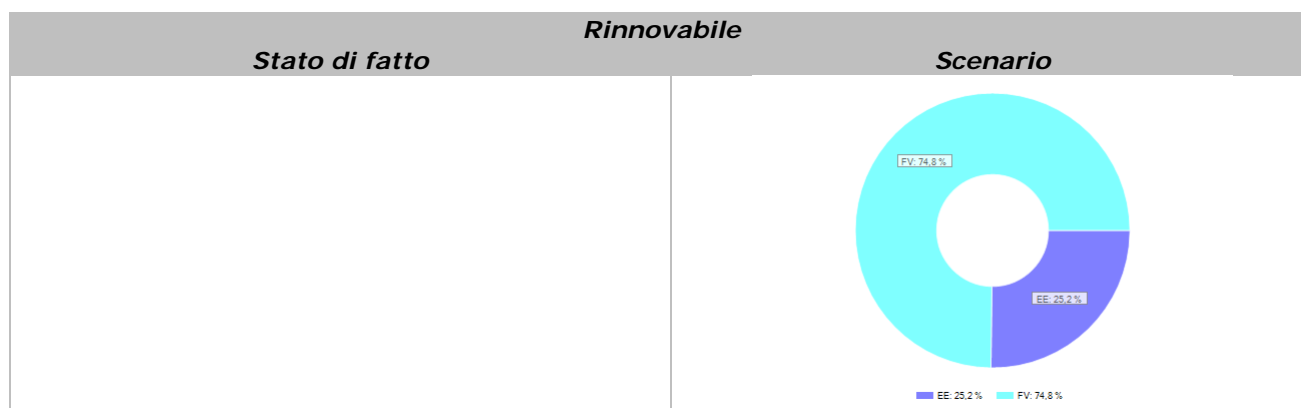 Rinnovabile
Stato di fatto
Scenario
FV: 74,8 %
EE: 25,2 %
EE: 25,2 %
FV: 74,8 %